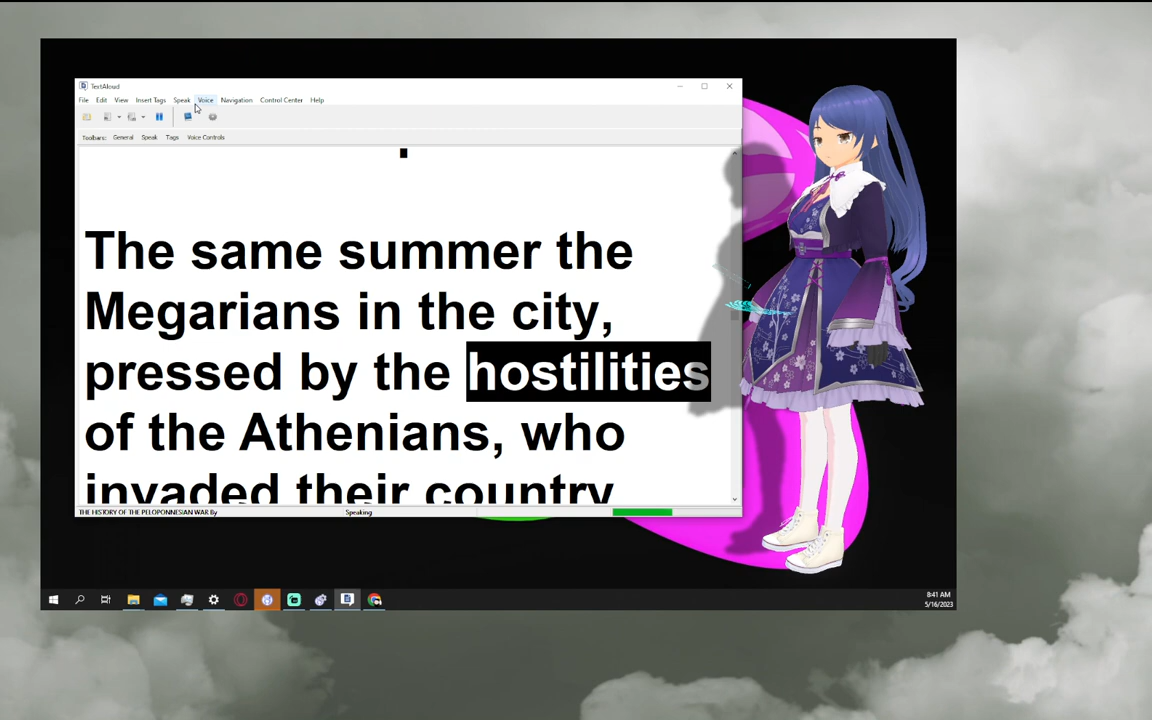 TextAloud
File Edit View Insert Tags Speak Voice Navigation Control Center Help
Toolbars: General Speak Tags Voice Controls
The same summer the
Megarians in the city,
pressed by the hostilities
of the Athenians, who
invaded their country
THE HISTORY OF THE PELOPONNESIAN WAR By
Speaking
8:41 AM
5/16/2023